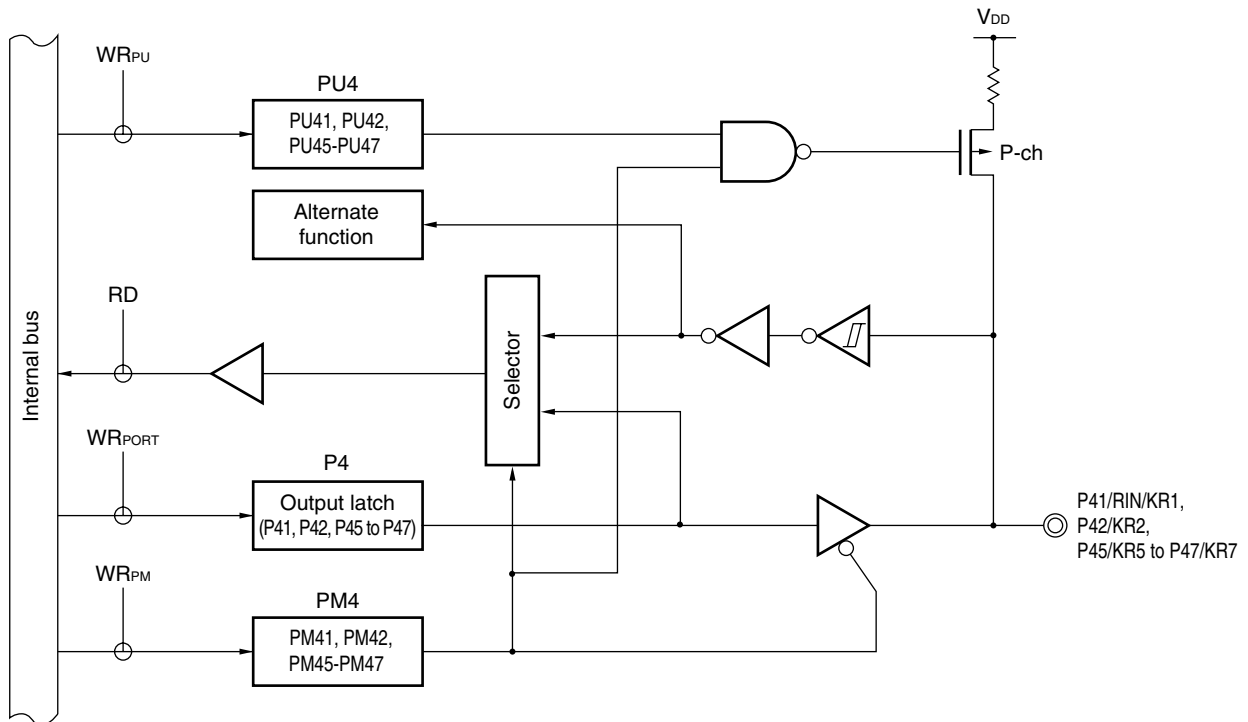 VDD
WRPU
PU4
PU41, PU42,
PU45-PU47
P-ch
Alternate
function
RD
Internal bus
Selector
WRPORT
P4
Output latch
(P41, P42, P45 to P47)
P41/RIN/KR1,
P42/KR2,
P45/KR5 to P47/KR7
WRPM
PM4
PM41, PM42,
PM45-PM47